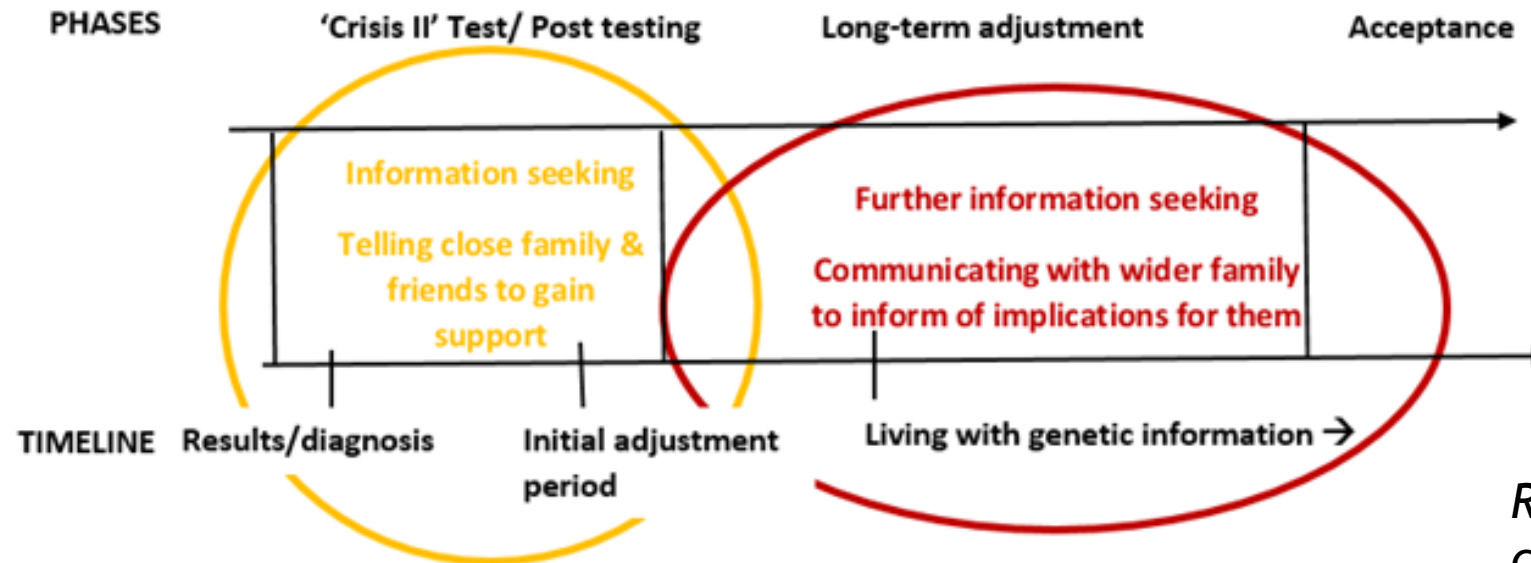 PHASES ‘Crisis II’ Test/ Post testing Long-term adjustment Acceptance
Information seeking
Telling close family &
friends to gain
support
Further information seeking
Communicating with wider family
to inform of implications for them
TIMELINE Results/diagnosis Initial adjustment
period
Living with genetic information →